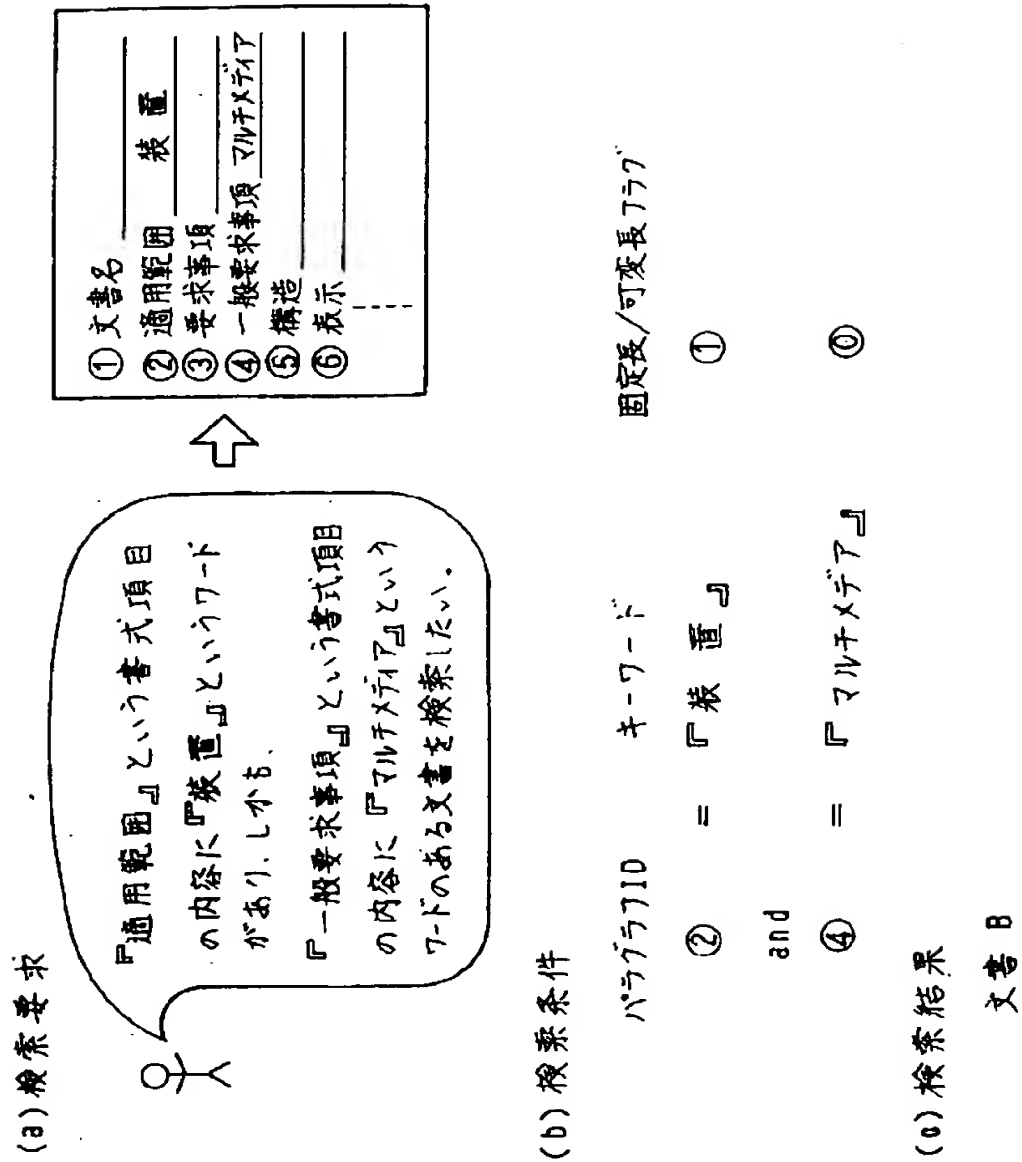 (a)検索要求
『適用範囲』という書式項目
の内容に『装置』というワード
があり、しかも、
『一般要求事項』という書式項目
の内容に『マルチメディア』という
ワードのある文書を検索したい。
①文書名
②適用範囲 装置
③要求事項
④一般要求事項 マルチメディア
⑤構造
⑥表示
(b)検索条件
パラグラフID キーワード 固定長/可変長フラグ
② = 『装置』 ①
and
④ = 『マルチメデア』 ⓪
(c)検索結果
文書B